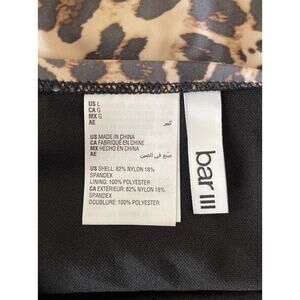 US L
CA G
MX G
AE كبير
US MADE IN CHINA
CA FABRIQUÉ EN CHINE
MX HECHO EN CHINA
AE صنع في الصين
US SHELL: 82% NYLON 18%
SPANDEX
LINING: 100% POLYESTER
CA EXTÉRIEUR: 82% NYLON 18%
SPANDEX
DOUBLURE: 100% POLYESTER
bar III